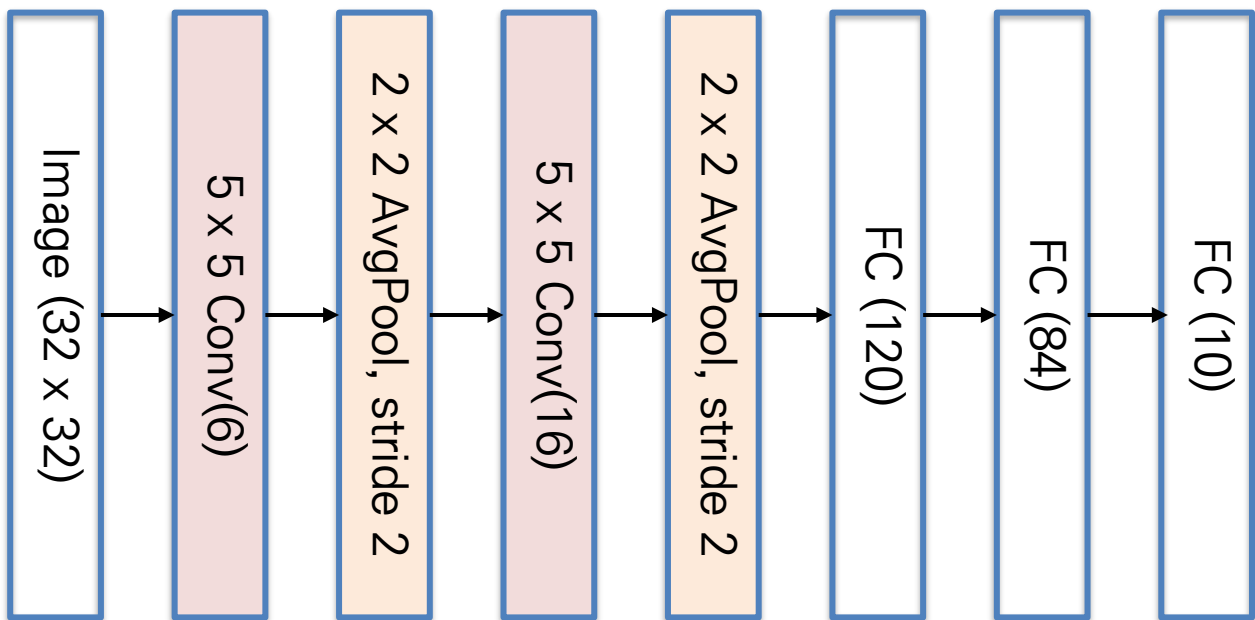 Image (32 x 32)
5 x 5 Conv(6)
2 x 2 AvgPool, stride 2
5 x 5 Conv(16)
2 x 2 AvgPool, stride 2
FC (120)
FC (84)
FC (10)